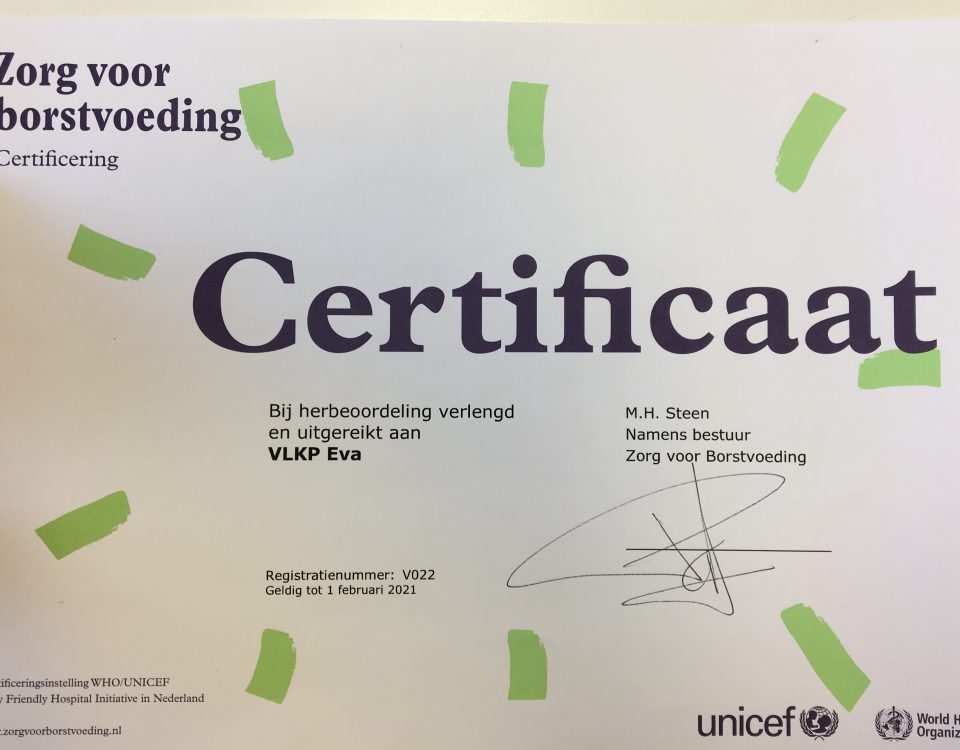 Zorg voor
borstvoeding
Certificering
Certificaat
Bij herbeoordeling verlengd
en uitgereikt aan
VLKP Eva
M.H. Steen
Namens bestuur
Zorg voor Borstvoeding
Registratienummer: V022
Geldig tot 1 februari 2021
tificeringsinstelling WHO/UNICEF
y Friendly Hospital Initiative in Nederland
.zorgvoorborstvoeding.nl
unicef
World H
Organiz